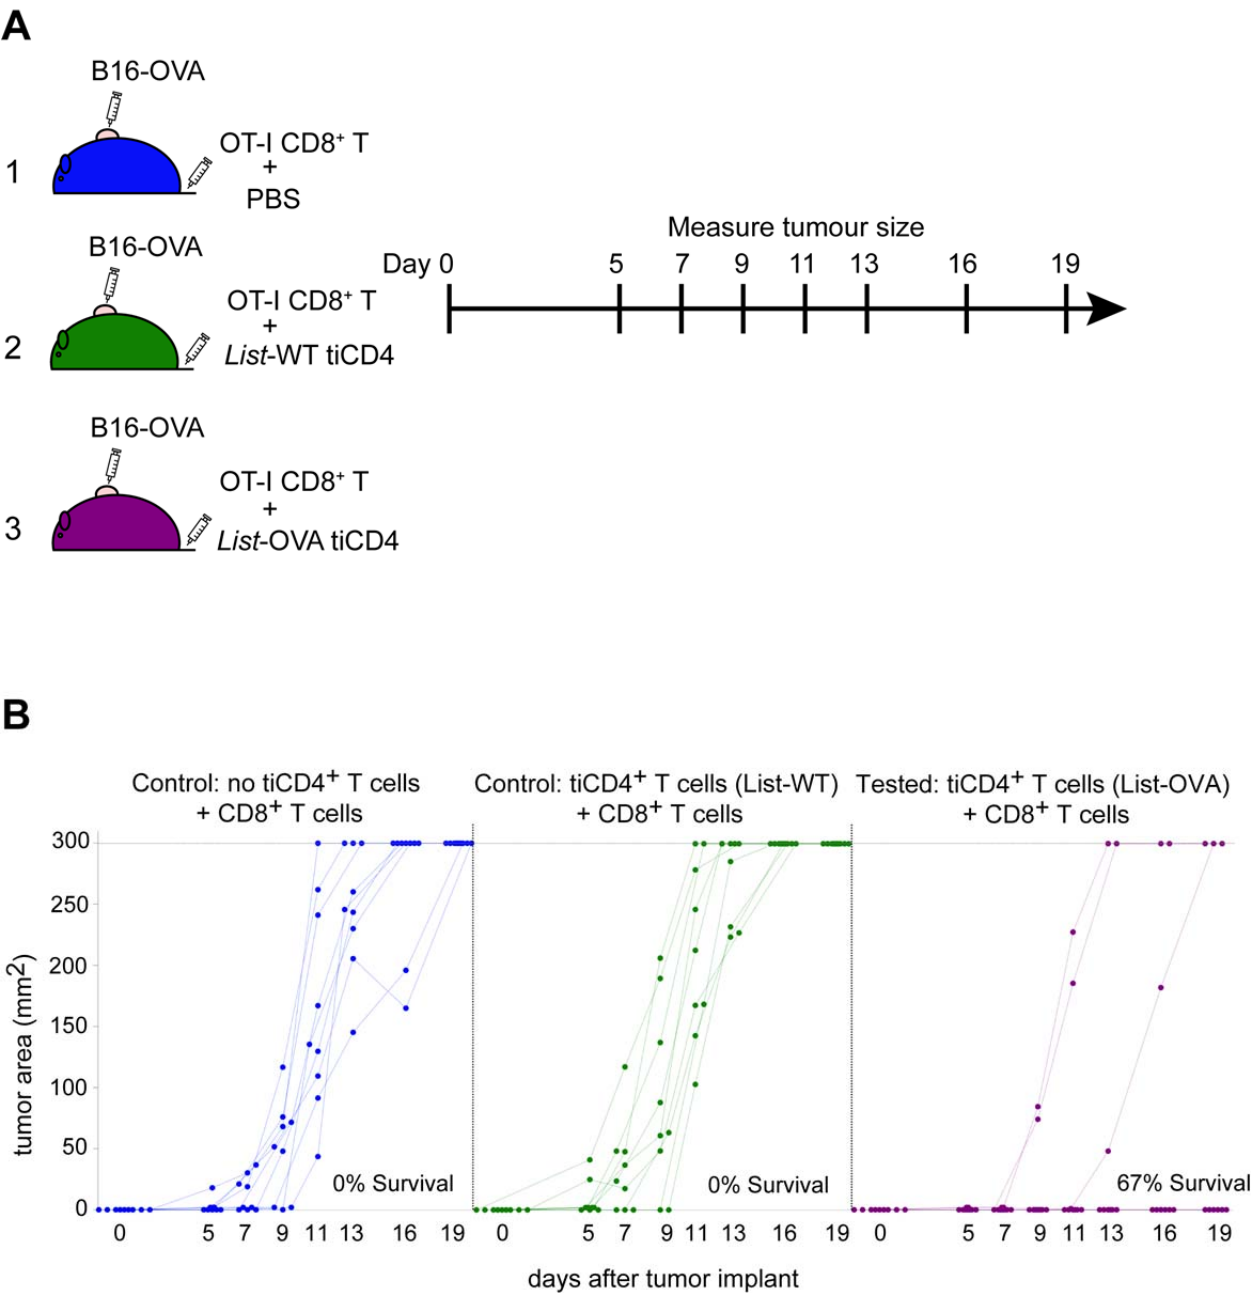 A
B16-OVA
1
OT-I CD8⁺ T
+
PBS
B16-OVA
2
OT-I CD8⁺ T
+
List-WT tiCD4
B16-OVA
3
OT-I CD8⁺ T
+
List-OVA tiCD4
Measure tumour size
Day 0 5 7 9 11 13 16 19
B
Control: no tiCD4⁺ T cells
+ CD8⁺ T cells
Control: tiCD4⁺ T cells (List-WT)
+ CD8⁺ T cells
Tested: tiCD4⁺ T cells (List-OVA)
+ CD8⁺ T cells
tumor area (mm²)
300
250
200
150
100
50
0
0% Survival
0% Survival
67% Survival
0 5 7 9 11 13 16 19
0 5 7 9 11 13 16 19
0 5 7 9 11 13 16 19
days after tumor implant